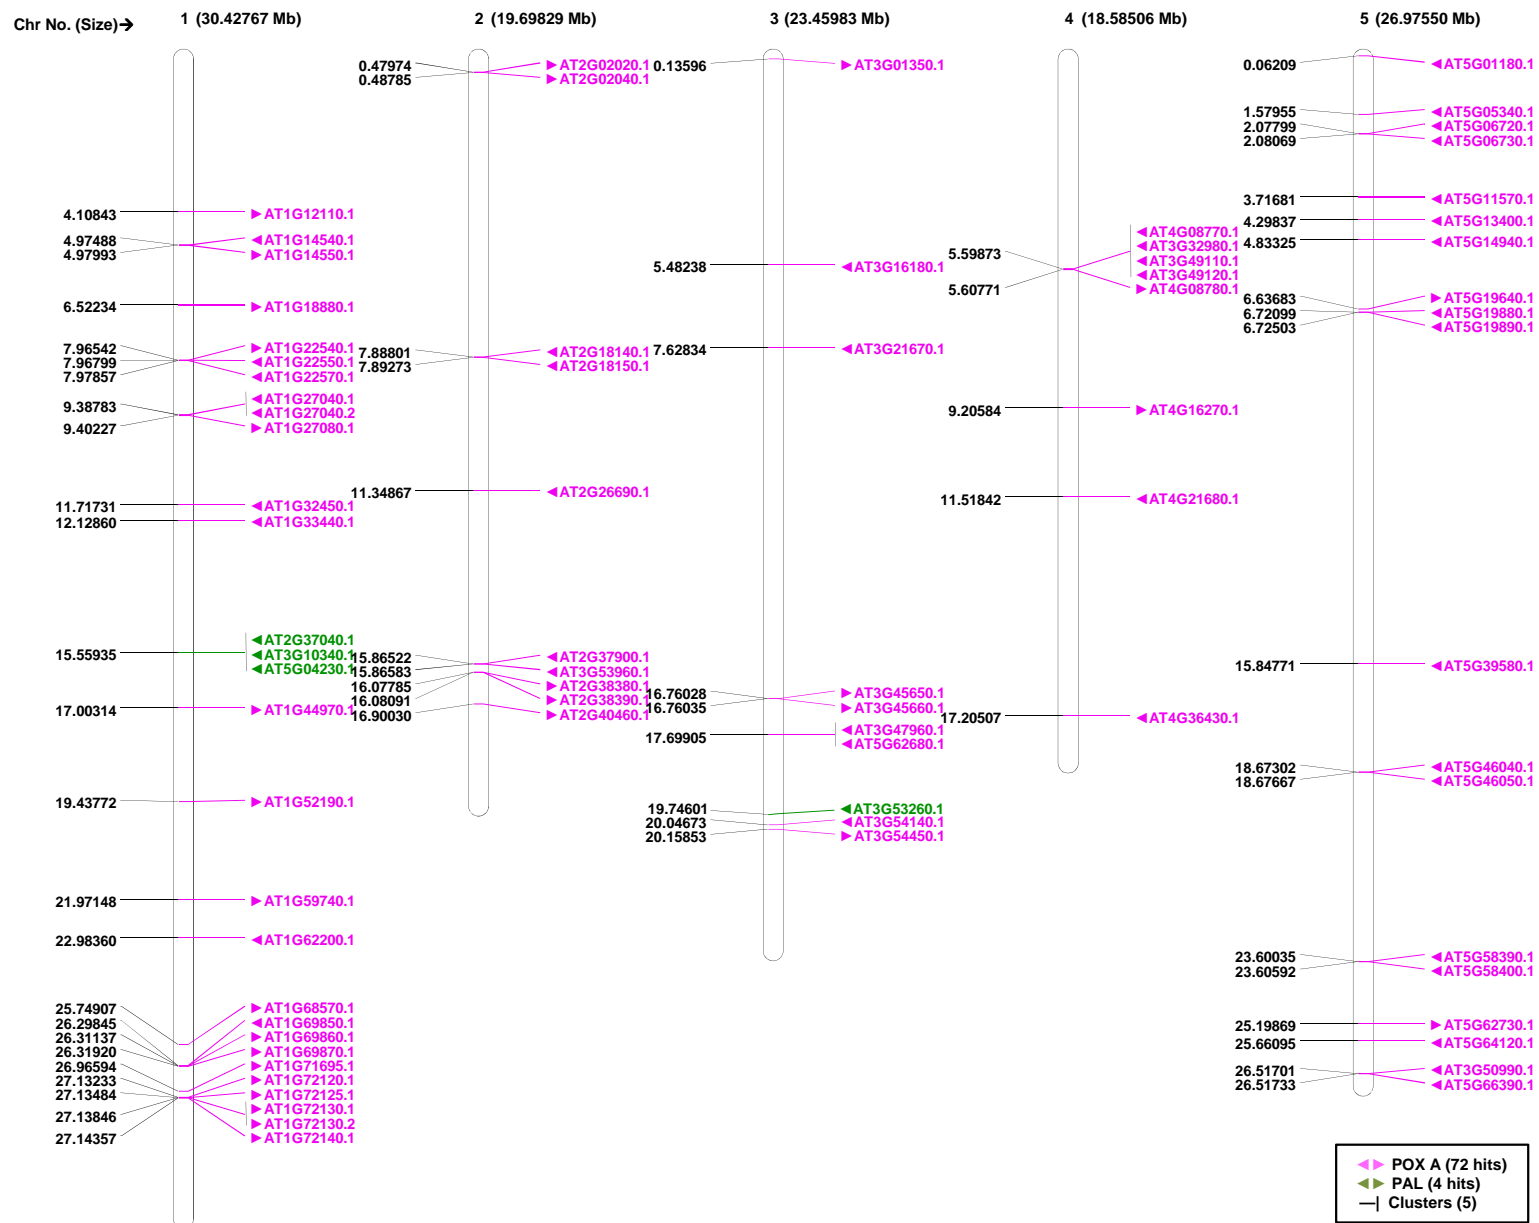 Chr No. (Size)→
1 (30.42767 Mb)
4.10843
4.97488
4.97993
6.52234
7.96542
7.96799
7.97857
9.38783
9.40227
11.71731
12.12860
15.55935
17.00314
19.43772
21.97148
22.98360
25.74907
26.29845
26.31137
26.31920
26.96594
27.13233
27.13484
27.13846
27.14357
AT1G12110.1
AT1G14540.1
AT1G14550.1
AT1G18880.1
AT1G22540.1
AT1G22550.1
AT1G22570.1
AT1G27040.1
AT1G27040.2
AT1G27080.1
AT1G32450.1
AT1G33440.1
AT2G37040.1
AT3G10340.1
AT5G04230.1
AT1G44970.1
AT1G52190.1
AT1G59740.1
AT1G62200.1
AT1G68570.1
AT1G69850.1
AT1G69860.1
AT1G69870.1
AT1G71695.1
AT1G72120.1
AT1G72125.1
AT1G72130.1
AT1G72130.2
AT1G72140.1
2 (19.69829 Mb)
0.47974
0.48785
7.88801
7.89273
11.34867
15.86522
15.86583
16.07785
16.08091
16.90030
AT2G02020.1
AT2G02040.1
AT2G18140.1
AT2G18150.1
AT2G26690.1
AT2G37900.1
AT3G53960.1
AT2G38380.1
AT2G38390.1
AT2G40460.1
3 (23.45983 Mb)
0.13596
5.48238
7.62834
16.76028
16.76035
17.69905
19.74601
20.04673
20.15853
AT3G01350.1
AT3G16180.1
AT3G21670.1
AT3G45650.1
AT3G45660.1
AT3G47960.1
AT5G62680.1
AT3G53260.1
AT3G54140.1
AT3G54450.1
4 (18.58506 Mb)
5.59873
5.60771
9.20584
11.51842
17.20507
AT4G08770.1
AT3G32980.1
AT3G49110.1
AT3G49120.1
AT4G08780.1
AT4G16270.1
AT4G21680.1
AT4G36430.1
5 (26.97550 Mb)
0.06209
1.57955
2.07799
2.08069
3.71681
4.29837
4.83325
6.63683
6.72099
6.72503
15.84771
18.67302
18.67667
23.60035
23.60592
25.19869
25.66095
26.51701
26.51733
AT5G01180.1
AT5G05340.1
AT5G06720.1
AT5G06730.1
AT5G11570.1
AT5G13400.1
AT5G14940.1
AT5G19640.1
AT5G19880.1
AT5G19890.1
AT5G39580.1
AT5G46040.1
AT5G46050.1
AT5G58390.1
AT5G58400.1
AT5G62730.1
AT5G64120.1
AT3G50990.1
AT5G66390.1
POX A (72 hits)
PAL (4 hits)
Clusters (5)